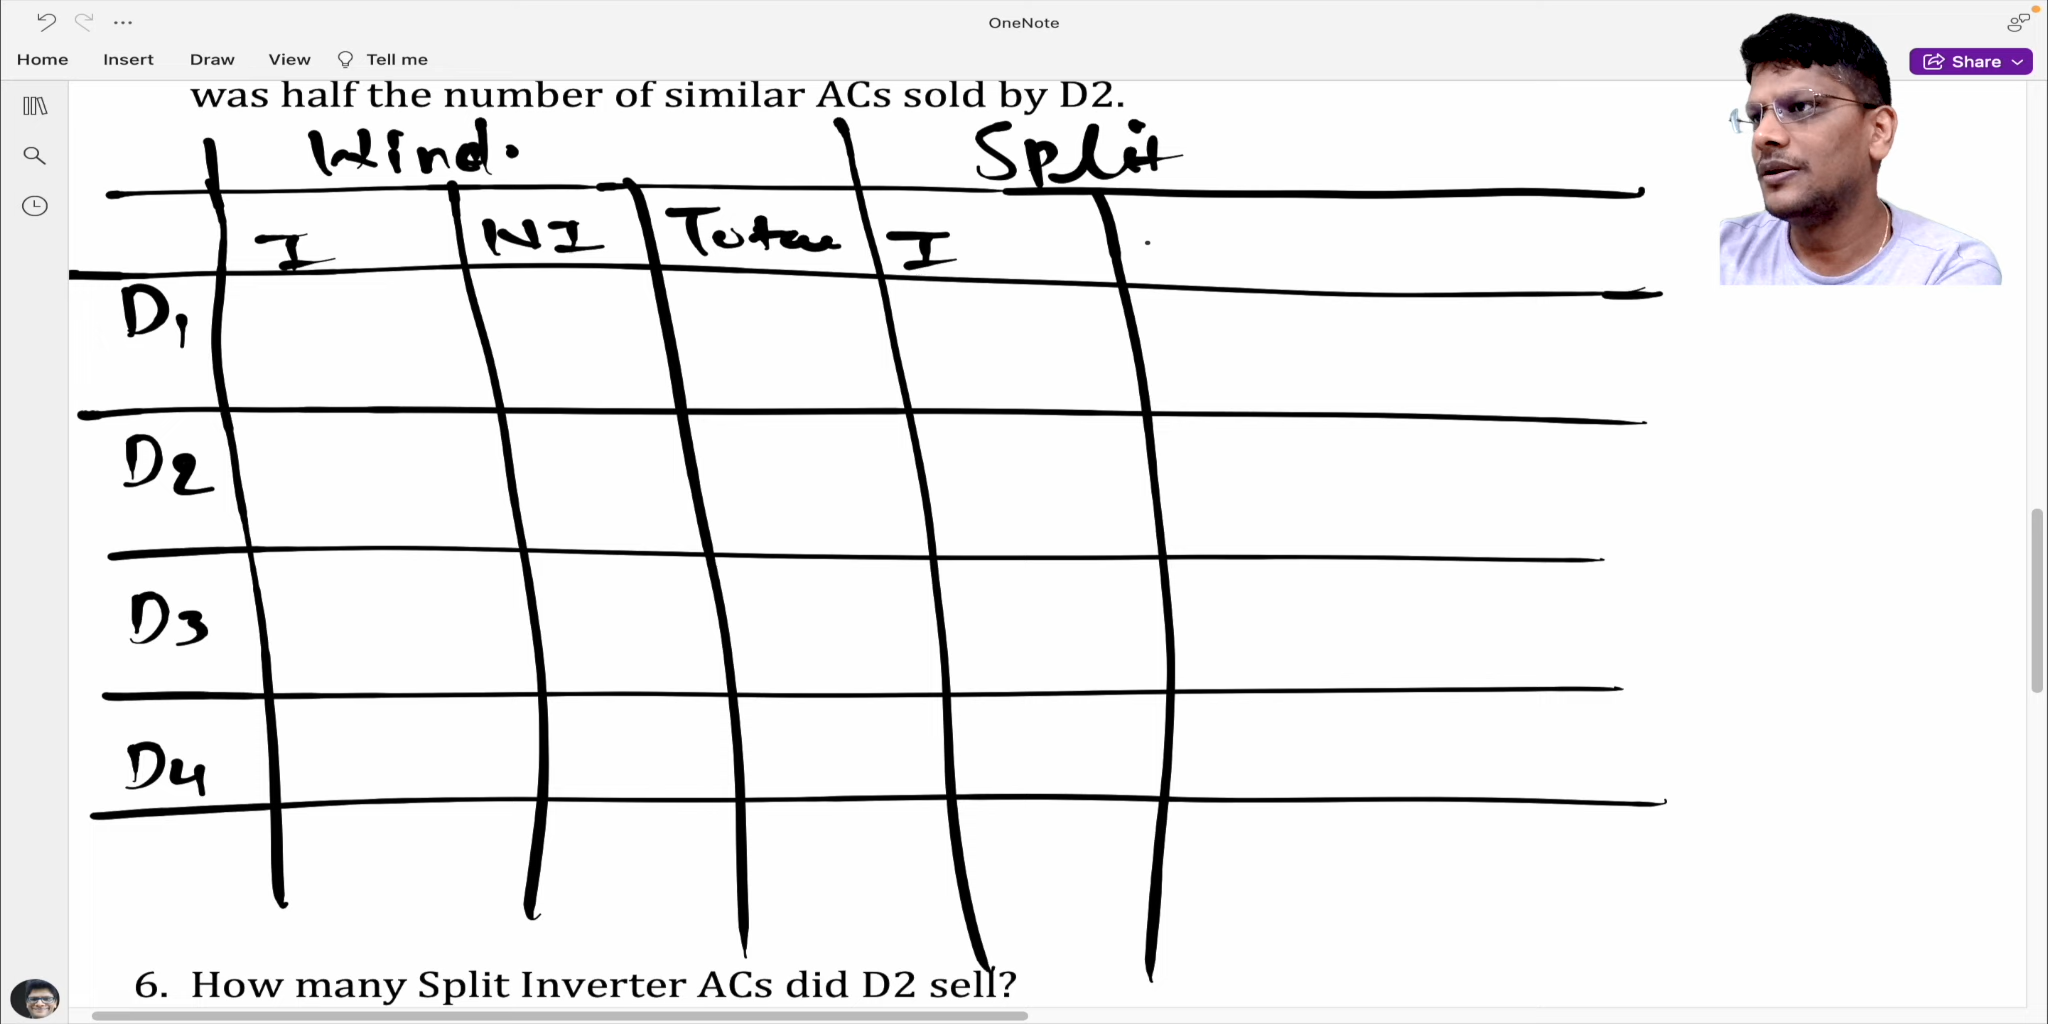 OneNote
Home Insert Draw View Tell me
Share
was half the number of similar ACs sold by D2.
Wind. Split
I NI Total I
D1
D2
D3
D4
6. How many Split Inverter ACs did D2 sell?